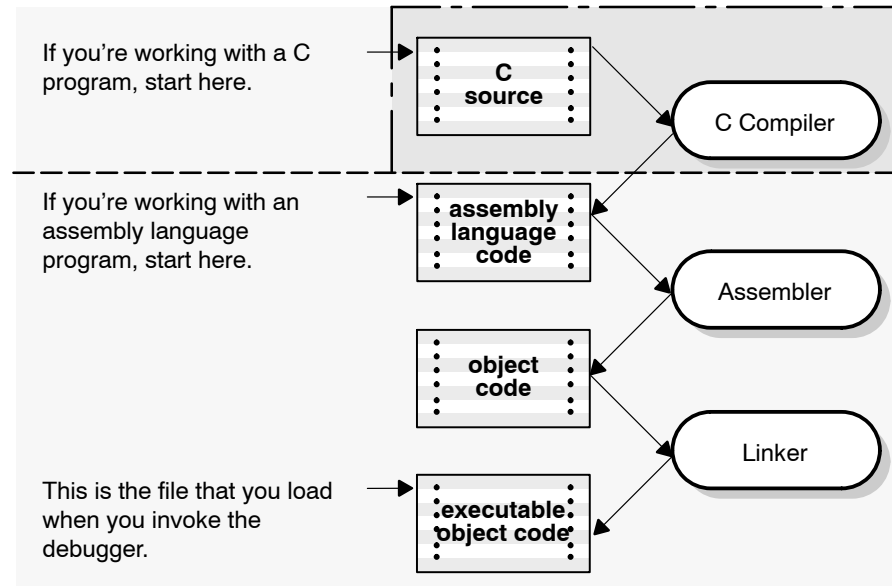 If you’re working with a C
program, start here.
C
source
C Compiler
If you’re working with an
assembly language
program, start here.
assembly
language
code
Assembler
object
code
Linker
This is the file that you load
when you invoke the
debugger.
executable
object code